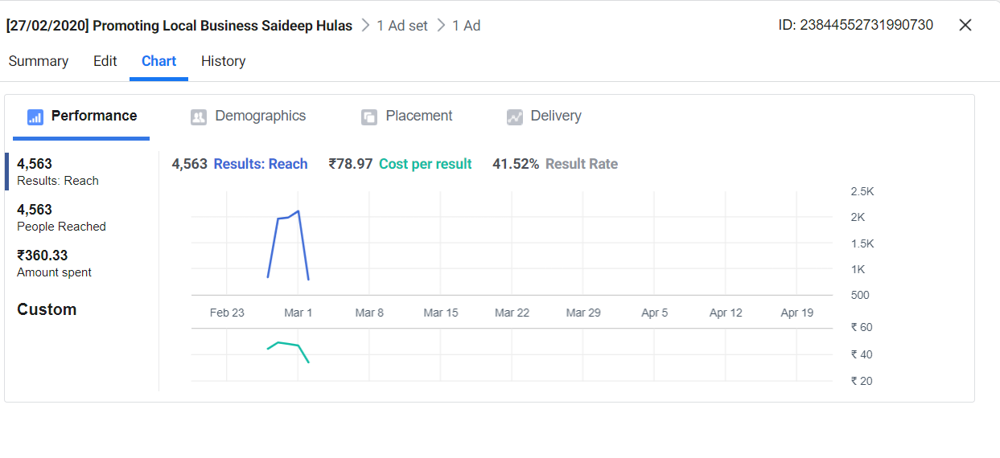 [27/02/2020] Promoting Local Business Saideep Hulas > 1 Ad set > 1 Ad
ID: 23844552731990730
Summary Edit Chart History
Performance Demographics Placement Delivery
4,563
Results: Reach
4,563
People Reached
₹360.33
Amount spent
Custom
4,563 Results: Reach ₹78.97 Cost per result 41.52% Result Rate
2.5K
2K
1.5K
1K
500
Feb 23 Mar 1 Mar 8 Mar 15 Mar 22 Mar 29 Apr 5 Apr 12 Apr 19
₹ 60
₹ 40
₹ 20